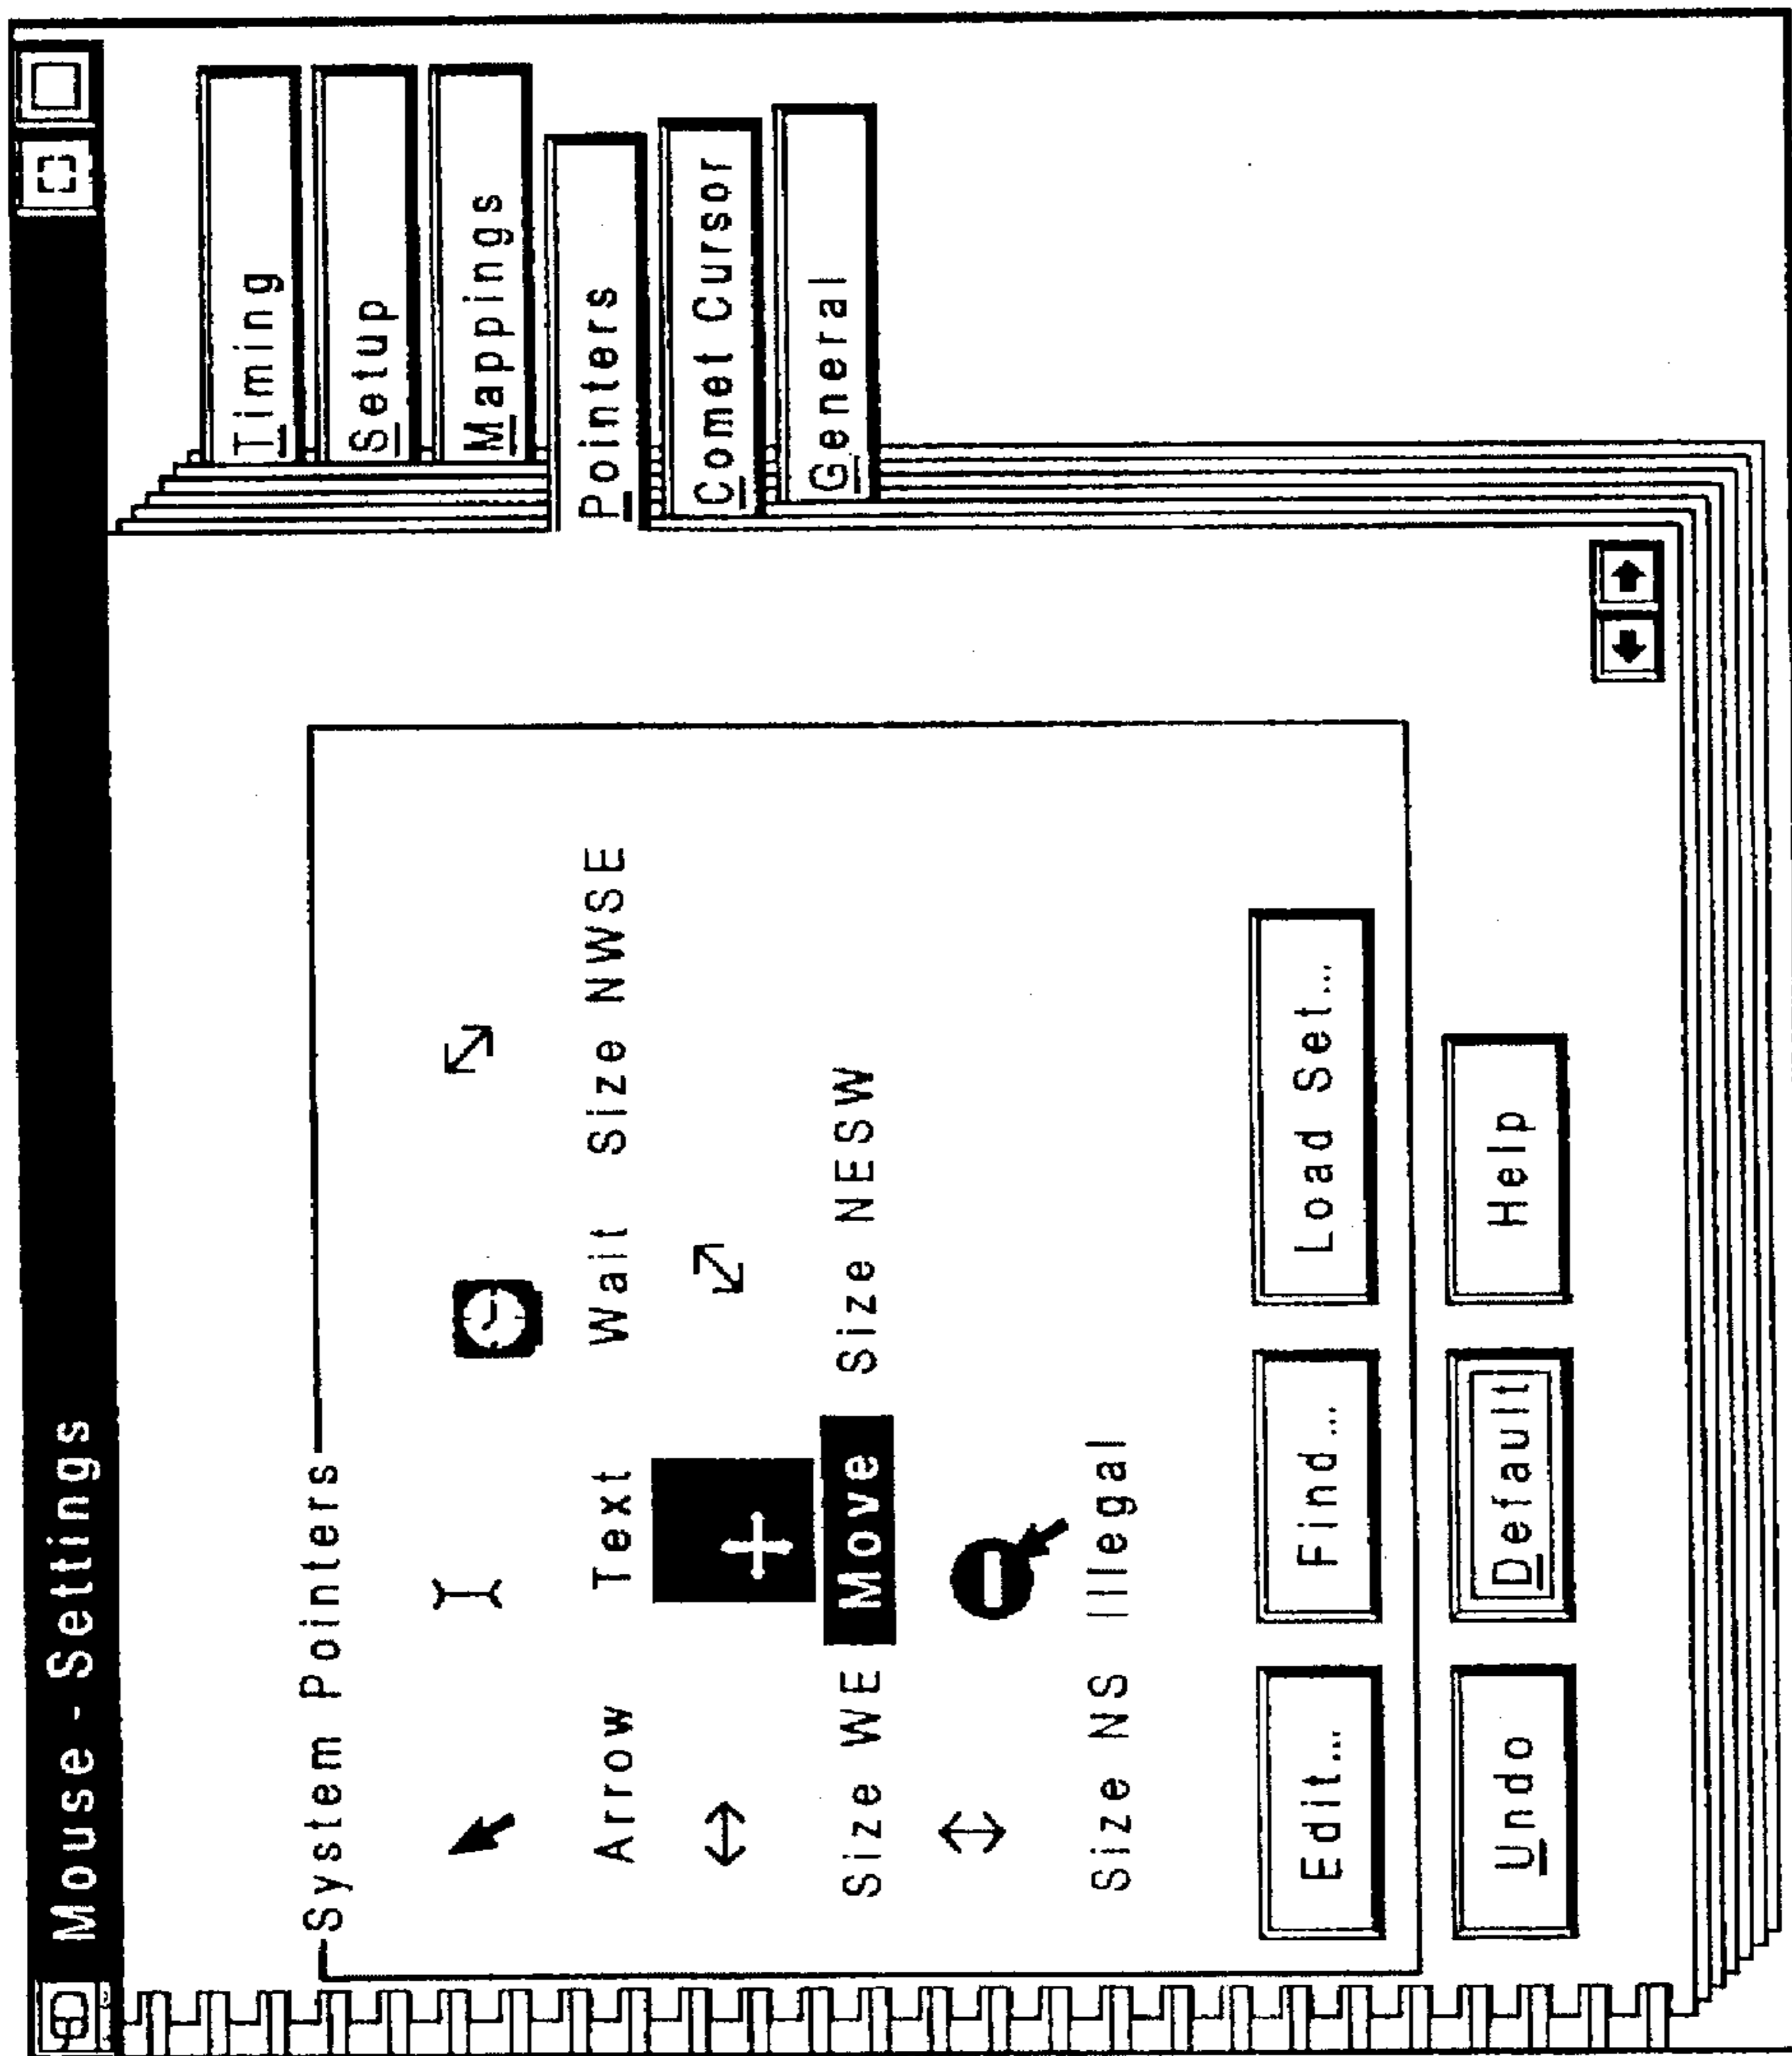 Mouse - Settings
System Pointers
Arrow Text Wait Size NWSE
Size WE Move Size NESW
Size NS Illegal
Edit... Find... Load Set...
Undo Default Help
Timing
Setup
Mappings
Pointers
Comet Cursor
General